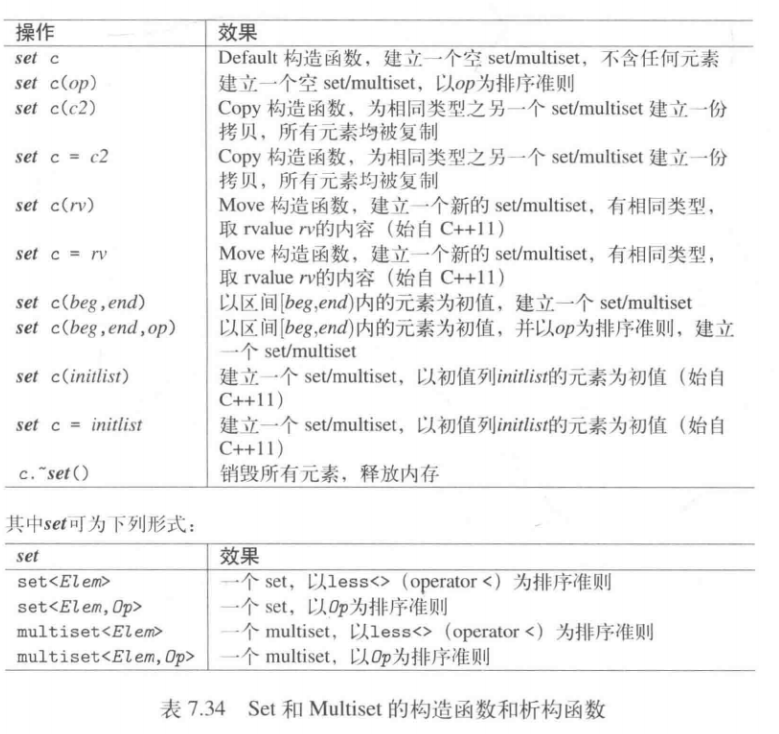 操作 效果
set c Default 构造函数，建立一个空 set/multiset，不含任何元素
set c(op) 建立一个空 set/multiset，以op为排序准则
set c(c2) Copy 构造函数，为相同类型之另一个 set/multiset 建立一份
拷贝，所有元素均被复制
set c = c2 Copy 构造函数，为相同类型之另一个 set/multiset 建立一份
拷贝，所有元素均被复制
set c(rv) Move 构造函数，建立一个新的 set/multiset，有相同类型，
取 rvalue rv的内容（始自 C++11）
set c = rv Move 构造函数，建立一个新的 set/multiset，有相同类型，
取 rvalue rv的内容（始自 C++11）
set c(beg,end) 以区间[beg,end)内的元素为初值，建立一个 set/multiset
set c(beg,end,op) 以区间[beg,end)内的元素为初值，并以op为排序准则，建立
一个 set/multiset
set c(initlist) 建立一个 set/multiset，以初值列initlist的元素为初值（始自
C++11）
set c = initlist 建立一个 set/multiset，以初值列initlist的元素为初值（始自
C++11）
c.~set() 销毁所有元素，释放内存
其中set可为下列形式：
set 效果
set<Elem> 一个 set，以less<>（operator <）为排序准则
set<Elem,Op> 一个 set，以Op为排序准则
multiset<Elem> 一个 multiset，以less<>（operator <）为排序准则
multiset<Elem,Op> 一个 multiset，以Op为排序准则
表 7.34 Set 和 Multiset 的构造函数和析构函数